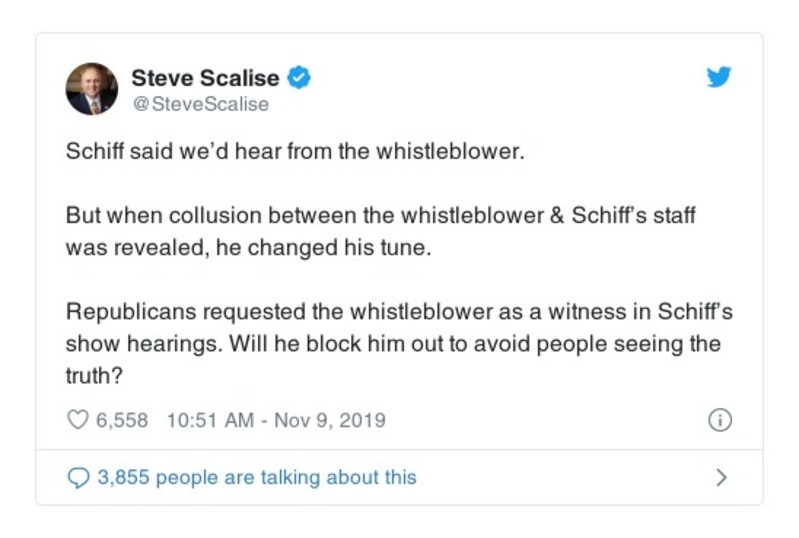 Steve Scalise
@SteveScalise
Schiff said we’d hear from the whistleblower.
But when collusion between the whistleblower & Schiff’s staff
was revealed, he changed his tune.
Republicans requested the whistleblower as a witness in Schiff’s
show hearings. Will he block him out to avoid people seeing the
truth?
6,558 10:51 AM - Nov 9, 2019
3,855 people are talking about this